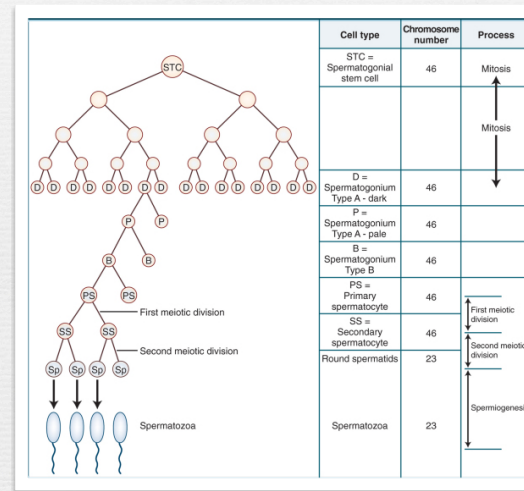 Cell type
Chromosome
number
Process
STC
STC =
Spermatogonial
stem cell
46
Mitosis
Mitosis
D D D D D D D D D D D D D D D D
D =
Spermatogonium
Type A - dark
46
P P
P =
Spermatogonium
Type A - pale
46
B B
B =
Spermatogonium
Type B
46
PS PS
PS =
Primary
spermatocyte
46
First meiotic division
First meiotic
division
SS SS
SS =
Secondary
spermatocyte
46
Second meiotic division
Second meiotic
division
Sp Sp Sp Sp
Round spermatids
23
Spermiogenesi
Spermatozoa
Spermatozoa
23